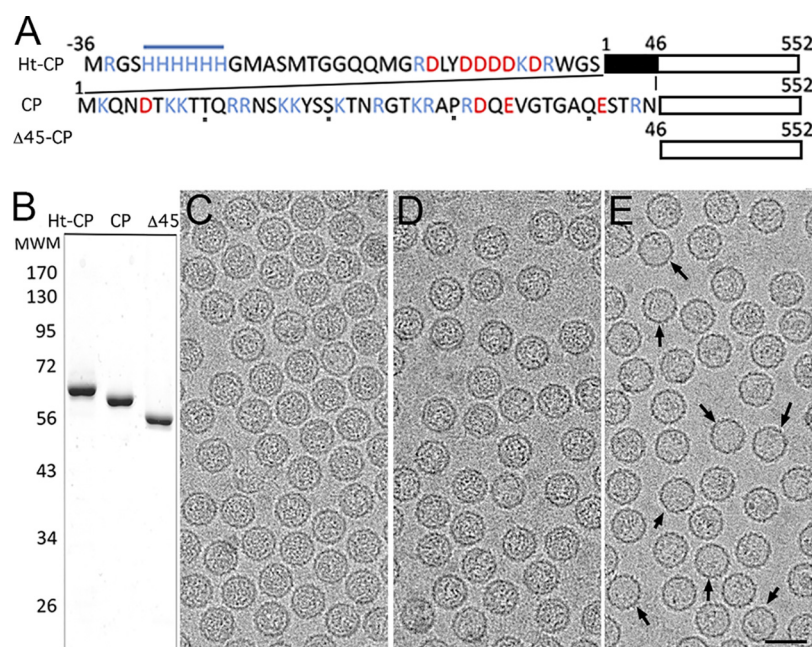 A
-36 1 46 552
Ht-CP MRGSHHHHHHGMASMTGGQQMGRDLYDDDDKDRWGS
1 46 552
CP MKQNDTKKTTQRRNSKKYSSKTNRGTKRAPRDQEVGTGAQESTRN
46 552
Δ45-CP
B C D E
Ht-CP CP Δ45
MWM
170
130
95
72
56
43
34
26